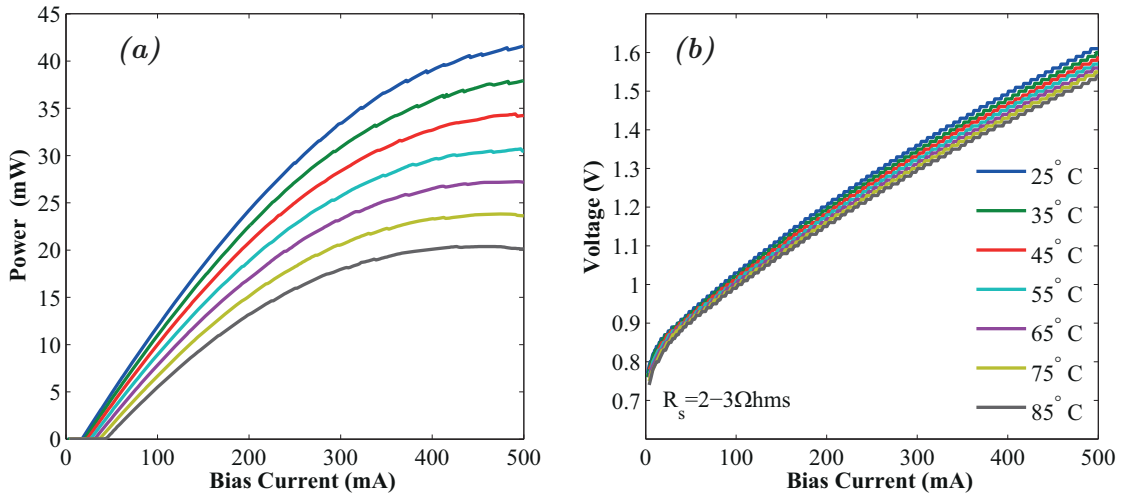 (a)
45
40
35
30
25
20
15
10
5
0
Power (mW)
0 100 200 300 400 500
Bias Current (mA)
(b)
1.6
1.5
1.4
1.3
1.2
1.1
1
0.9
0.8
0.7
Voltage (V)
R_s=2−3Ωhms
25° C
35° C
45° C
55° C
65° C
75° C
85° C
0 100 200 300 400 500
Bias Current (mA)